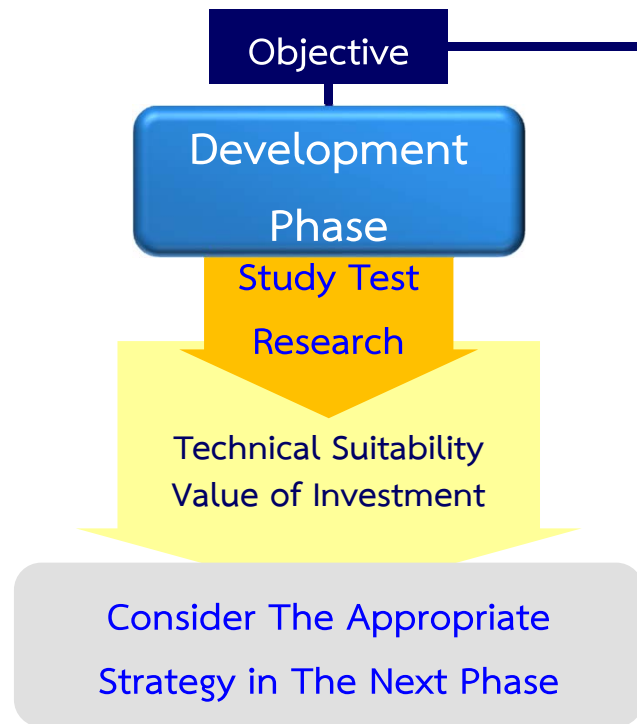 Objective
Development
Phase
Study Test
Research
Technical Suitability
Value of Investment
Consider The Appropriate
Strategy in The Next Phase